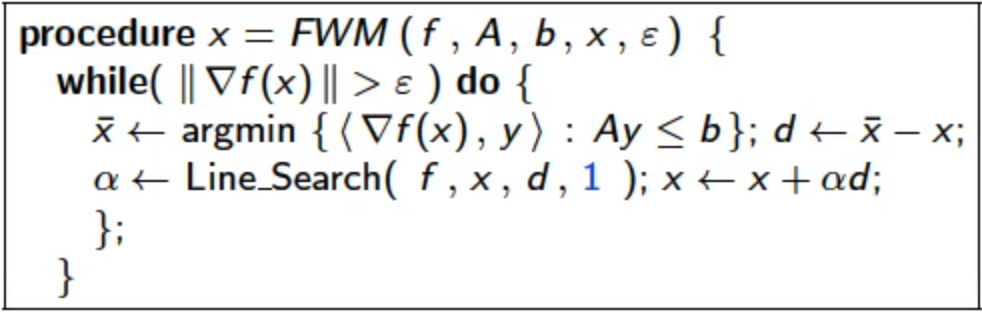 procedure x = FWM ( f , A , b , x , ε ) {
while( ‖ ∇f(x) ‖ > ε ) do {
x̄ ← argmin { ⟨ ∇f(x) , y ⟩ : Ay ≤ b}; d ← x̄ − x;
α ← Line_Search( f , x , d , 1 ); x ← x + αd;
};
}